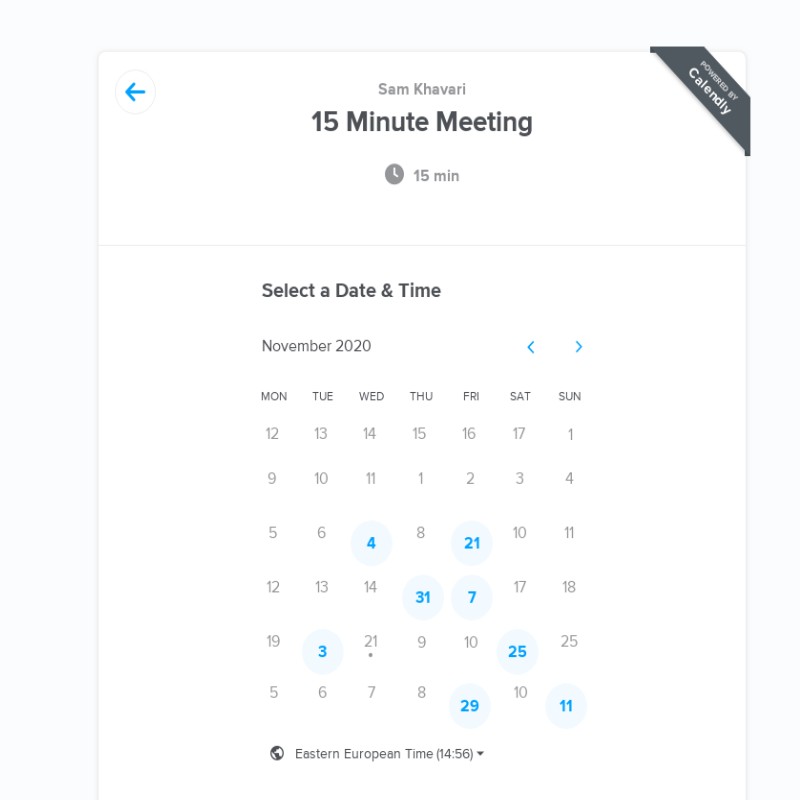 POWERED BY
Calendly
Sam Khavari
15 Minute Meeting
15 min
Select a Date & Time
November 2020
MON TUE WED THU FRI SAT SUN
12 13 14 15 16 17 1
9 10 11 1 2 3 4
5 6 4 8 21 10 11
12 13 14 31 7 17 18
19 3 21 9 10 25 25
5 6 7 8 29 10 11
Eastern European Time (14:56)